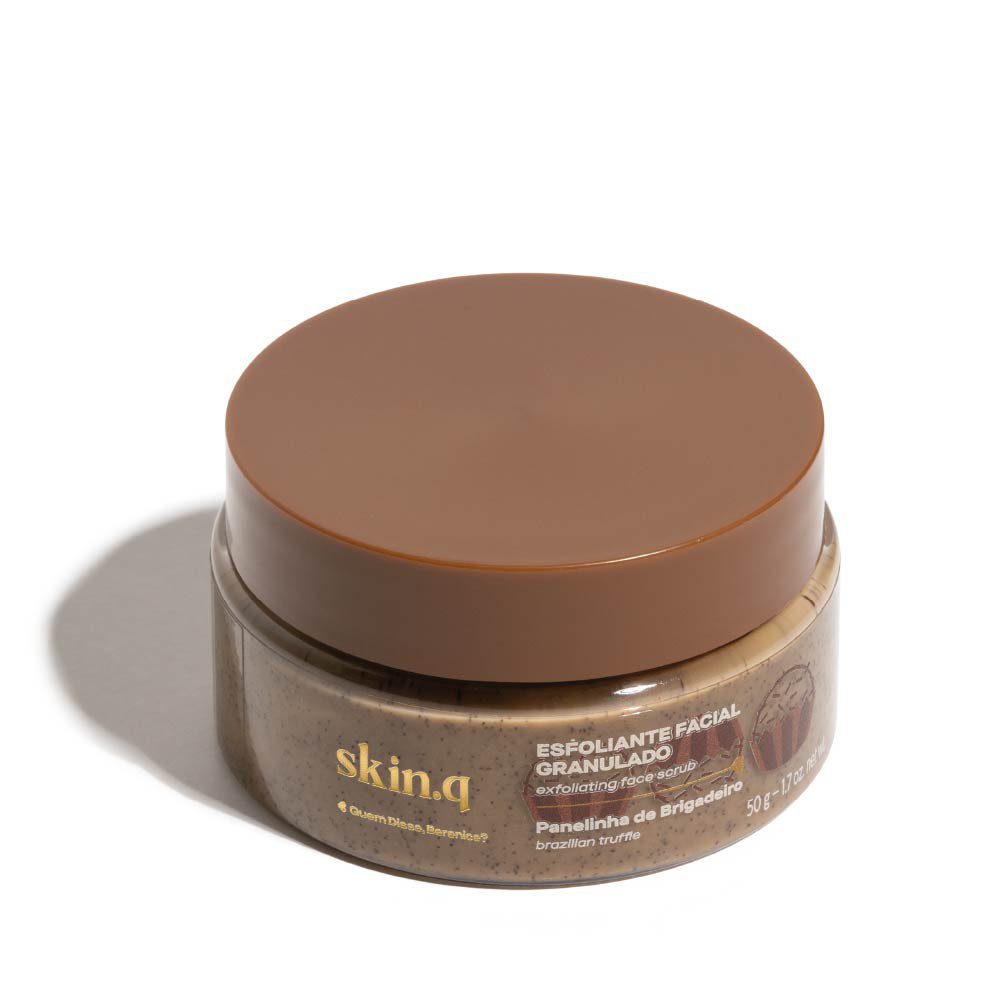 skin.q
Quem Disse, Berenice?
ESFOLIANTE FACIAL
GRANULADO
exfoliating face scrub
Panelinha de Brigadeiro
brazilian truffle
50 g – 1,7 oz. net wt.